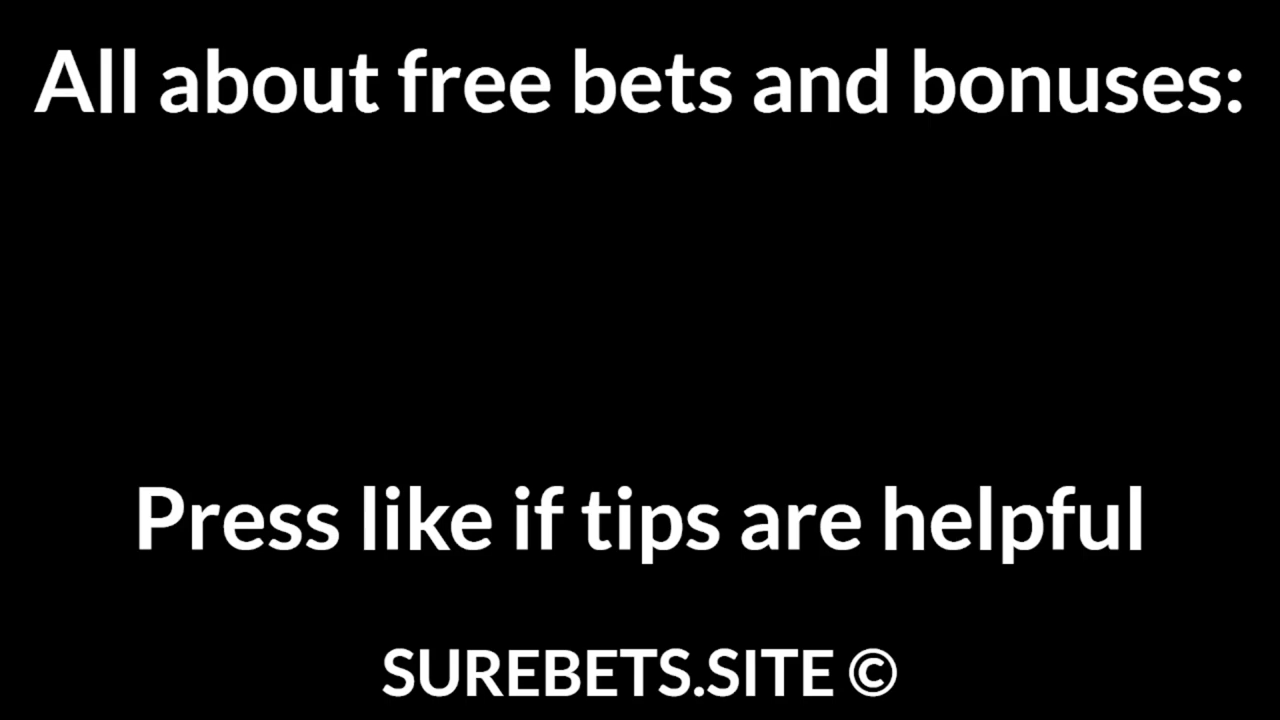 All about free bets and bonuses:
Press like if tips are helpful
SUREBETS.SITE ©